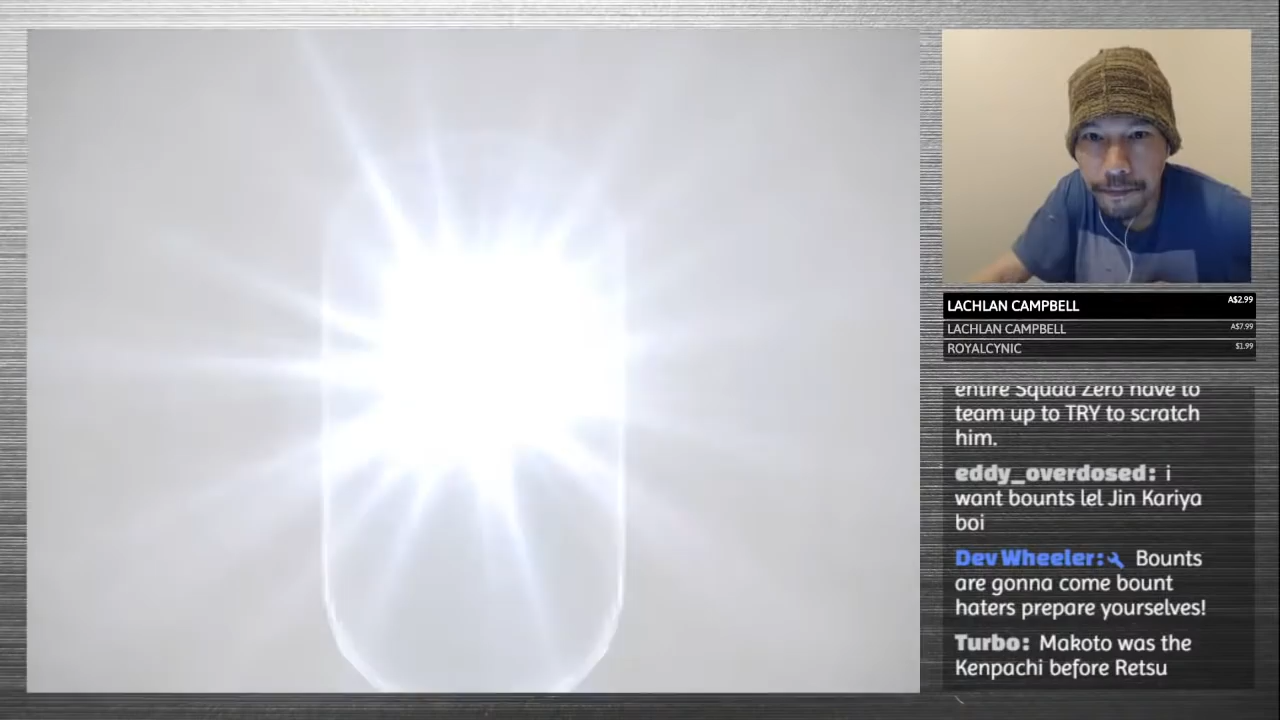 LACHLAN CAMPBELL A$2.99
LACHLAN CAMPBELL A$7.99
ROYALCYNIC $1.99
entire Squad Zero have to
team up to TRY to scratch
him.
eddy_overdosed: i
want bounts lel Jin Kariya
boi
Dev Wheeler: Bounts
are gonna come bount
haters prepare yourselves!
Turbo: Makoto was the
Kenpachi before Retsu